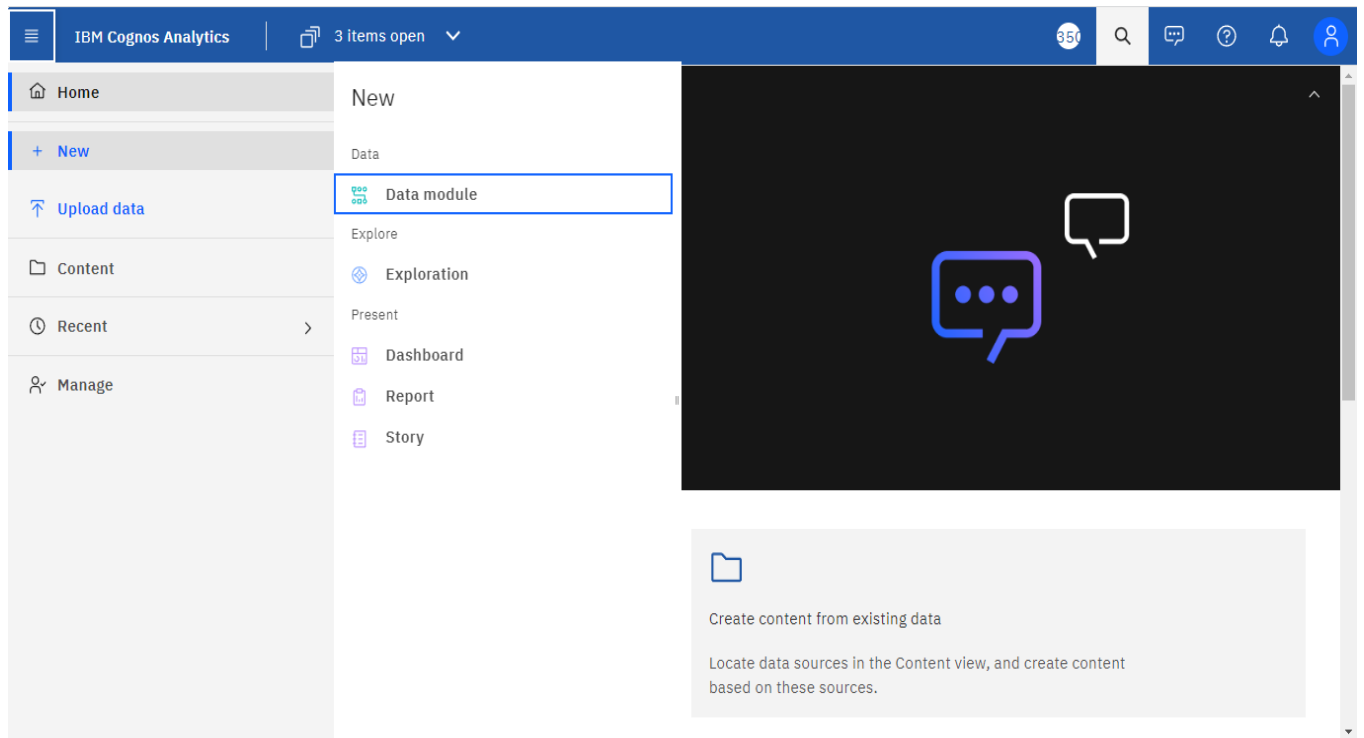 IBM Cognos Analytics
3 items open
350
Home
New
Upload data
Content
Recent
Manage
New
Data
Data module
Explore
Exploration
Present
Dashboard
Report
Story
Create content from existing data
Locate data sources in the Content view, and create content
based on these sources.